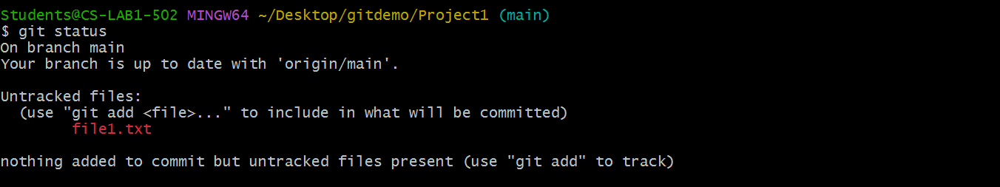 Students@CS-LAB1-502 MINGW64 ~/Desktop/gitdemo/Project1 (main)
$ git status
On branch main
Your branch is up to date with 'origin/main'.

Untracked files:
  (use "git add <file>..." to include in what will be committed)
        file1.txt

nothing added to commit but untracked files present (use "git add" to track)